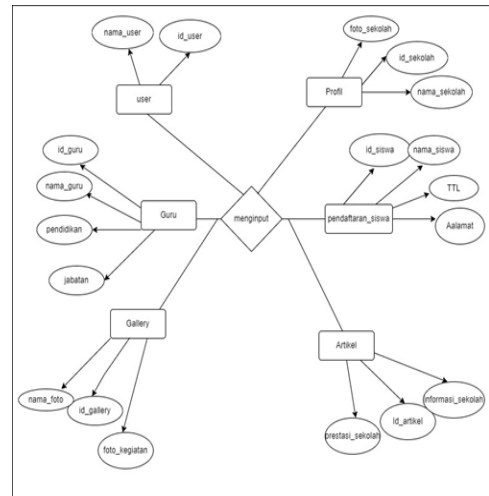 foto_sekolah
nama_user
id_user
id_sekolah
user
Profil
nama_sekolah
id_guru
id_siswa
nama_siswa
nama_guru
TTL
Guru
menginput
pendaftaran_siswa
pendidikan
Aalamat
jabatan
Gallery
Artikel
nama_foto
id_gallery
informasi_sekolah
Id_artikel
prestasi_sekolah
foto_kegiatan